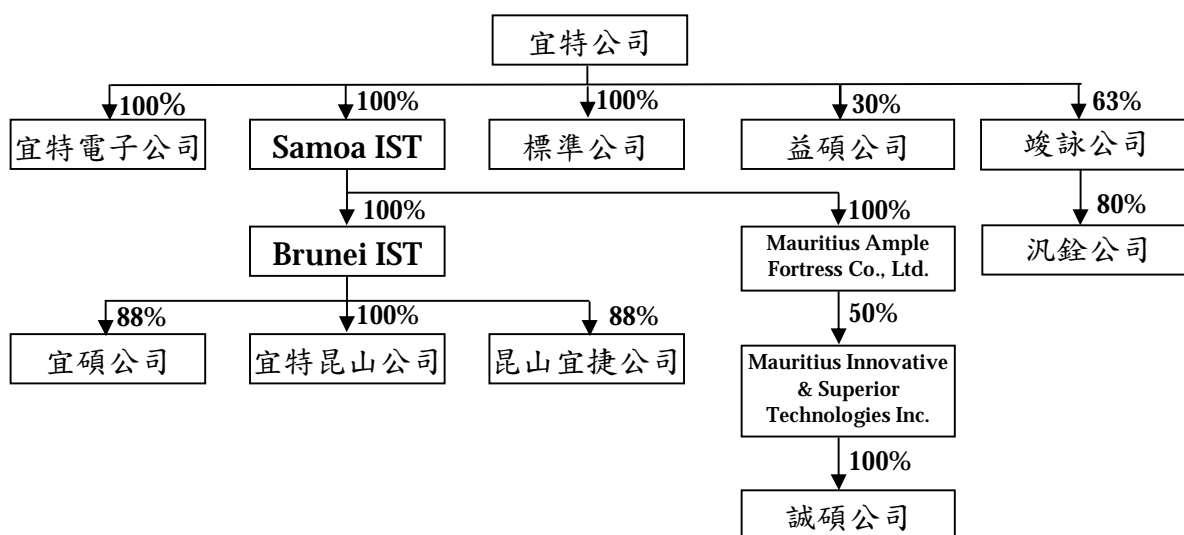 宜特公司
100%
100%
100%
30%
63%
宜特電子公司
Samoa IST
標準公司
益碩公司
竣詠公司
100%
100%
80%
Brunei IST
Mauritius Ample
Fortress Co., Ltd.
汎銓公司
88%
100%
88%
50%
宜碩公司
宜特昆山公司
昆山宜捷公司
Mauritius Innovative
& Superior
Technologies Inc.
100%
誠碩公司